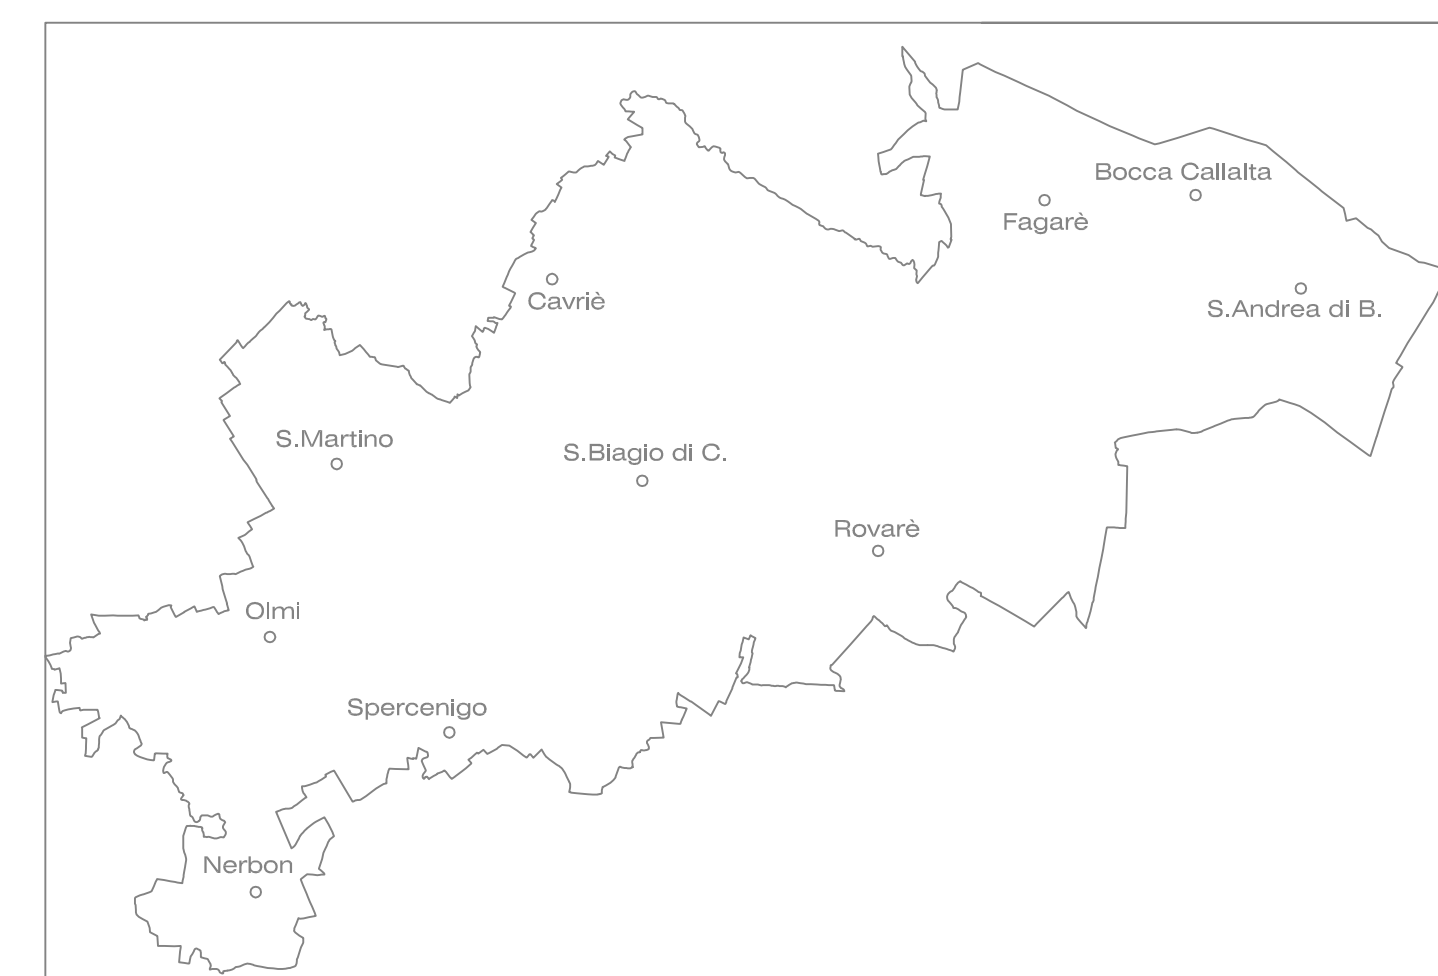 Bocca Callalta
Fagarè
Cavriè
S.Andrea di B.
S.Martino
S.Biagio di C.
Rovarè
Olmi
Spercenigo
Nerbon